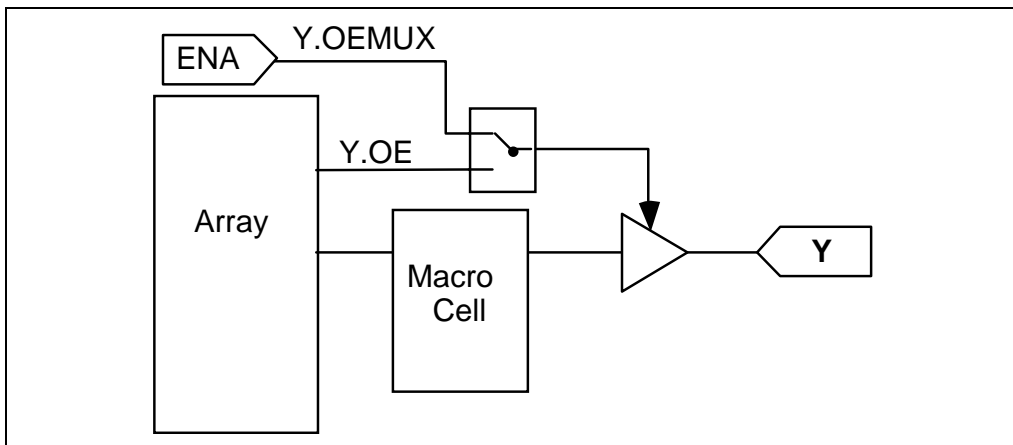 Y.OEMUX
ENA
Y.OE
Array
Macro
Cell
Y